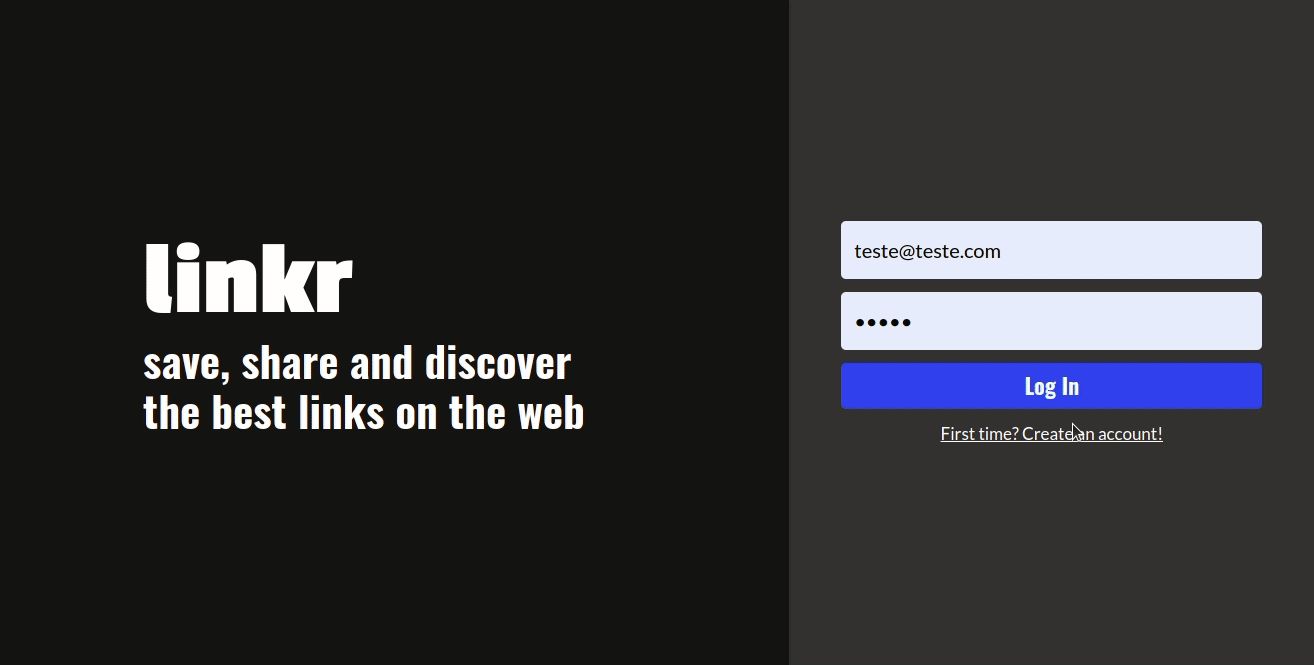 linkr
save, share and discover
the best links on the web
teste@teste.com
•••••
Log In
First time? Create an account!